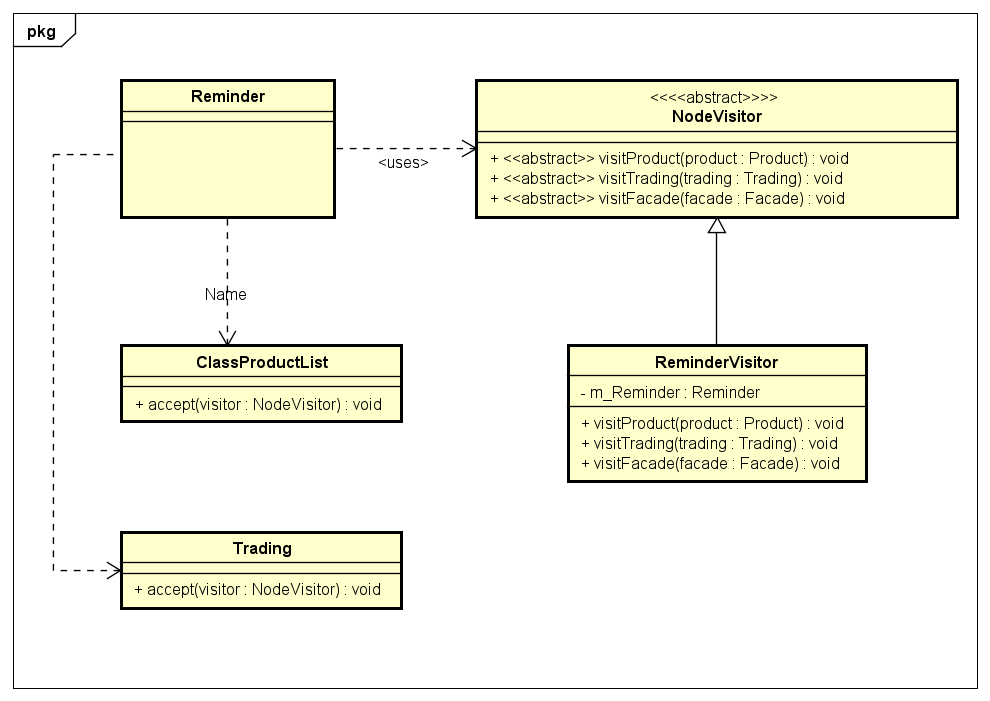 pkg
Reminder
<<<<abstract>>>>
NodeVisitor
+ <<abstract>> visitProduct(product : Product) : void
+ <<abstract>> visitTrading(trading : Trading) : void
+ <<abstract>> visitFacade(facade : Facade) : void
<uses>
Name
ClassProductList
+ accept(visitor : NodeVisitor) : void
ReminderVisitor
- m_Reminder : Reminder
+ visitProduct(product : Product) : void
+ visitTrading(trading : Trading) : void
+ visitFacade(facade : Facade) : void
Trading
+ accept(visitor : NodeVisitor) : void